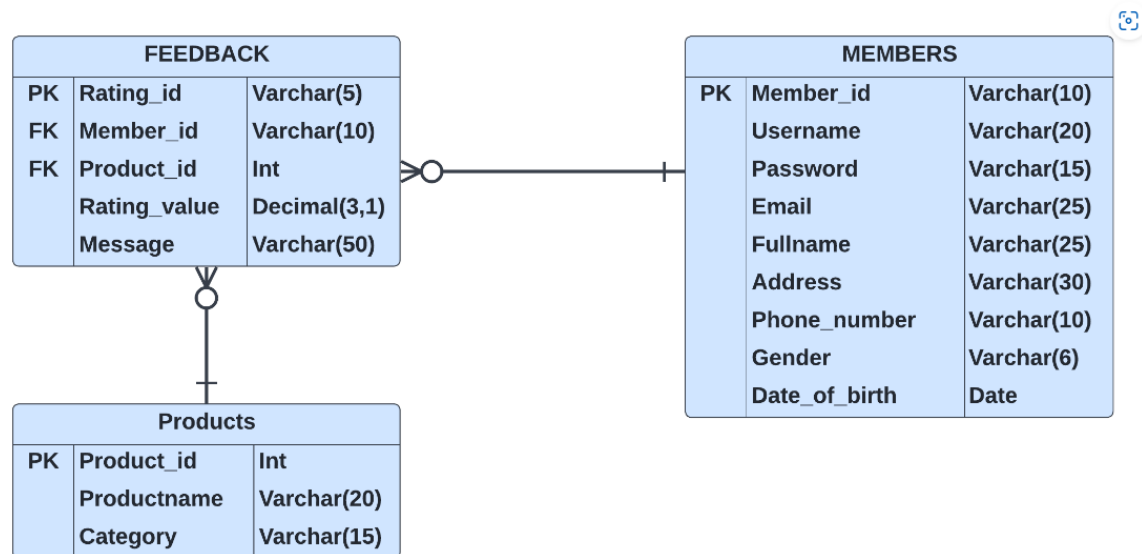 FEEDBACK
PK Rating_id Varchar(5)
FK Member_id Varchar(10)
FK Product_id Int
Rating_value Decimal(3,1)
Message Varchar(50)
MEMBERS
PK Member_id Varchar(10)
Username Varchar(20)
Password Varchar(15)
Email Varchar(25)
Fullname Varchar(25)
Address Varchar(30)
Phone_number Varchar(10)
Gender Varchar(6)
Date_of_birth Date
Products
PK Product_id Int
Productname Varchar(20)
Category Varchar(15)